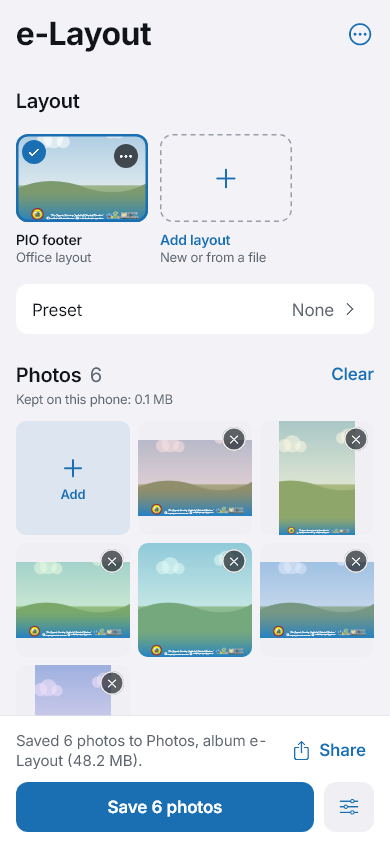 e-Layout
Layout
PIO footer
Office layout
Add layout
New or from a file
Preset
None
Photos 6
Clear
Kept on this phone: 0.1 MB
Add
Saved 6 photos to Photos, album e-
Layout (48.2 MB).
Share
Save 6 photos